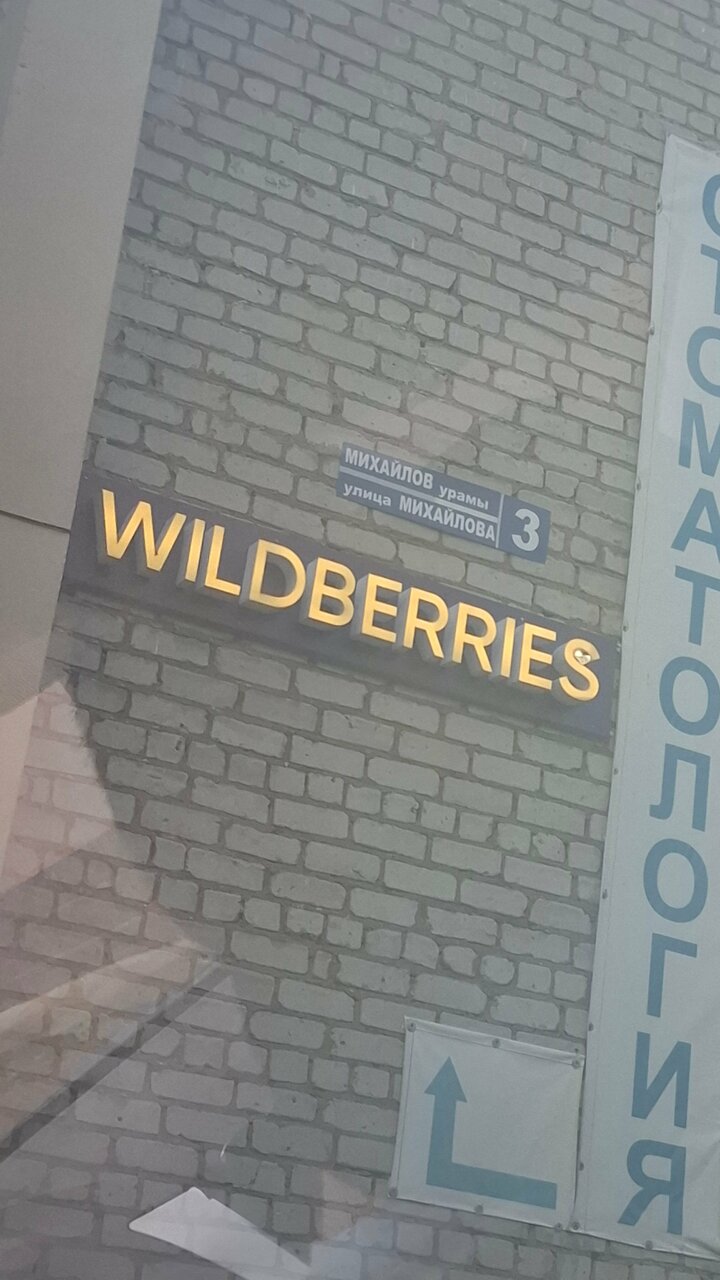 МИХАЙЛОВ урамы
улица МИХАЙЛОВА
3
WILDBERRIES
СТОМАТОЛОГИЯ